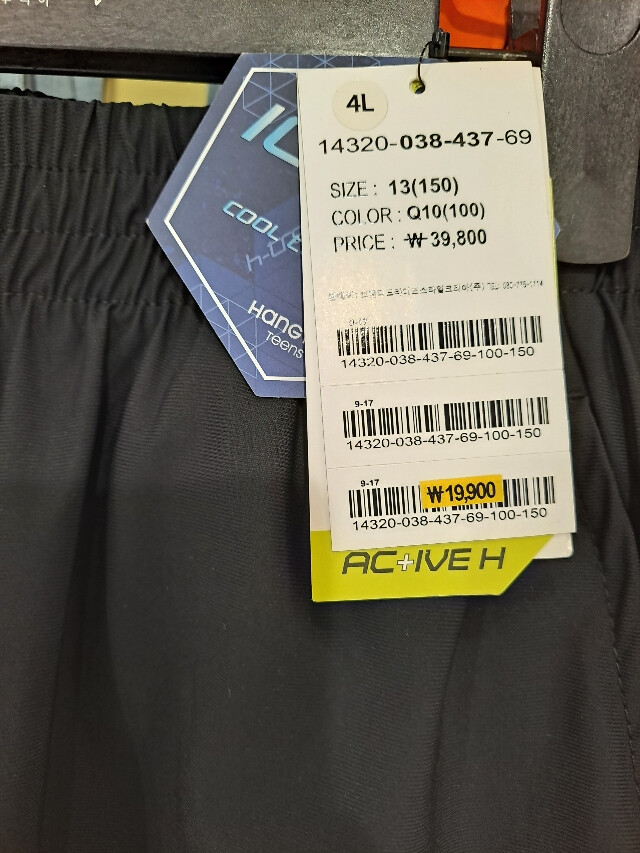 4L
14320-038-437-69
SIZE : 13(150)
COLOR : Q10(100)
PRICE : ₩ 39,800
14320-038-437-69-100-150
9-17
14320-038-437-69-100-150
9-17
₩19,900
14320-038-437-69-100-150
AC+IVE H
COOL
Teens